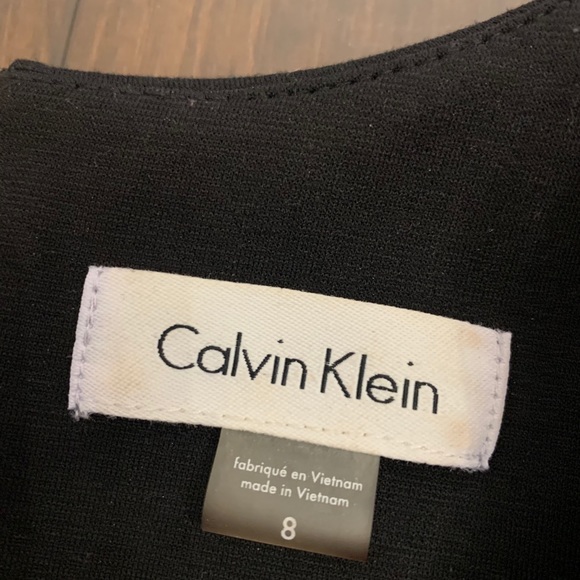 Calvin Klein
fabriqué en Vietnam
made in Vietnam
8